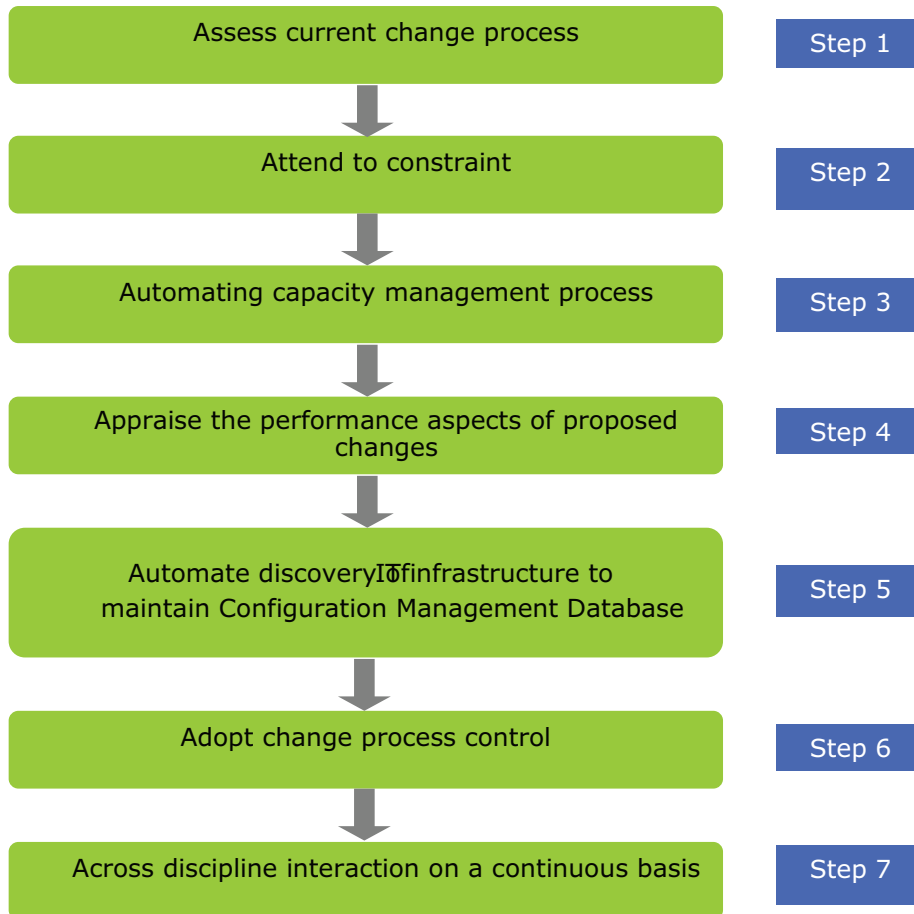 Assess current change process
Step 1
Attend to constraint
Step 2
Automating capacity management process
Step 3
Appraise the performance aspects of proposed
changes
Step 4
Automate discovery of IT infrastructure to
maintain Configuration Management Database
Step 5
Adopt change process control
Step 6
Across discipline interaction on a continuous basis
Step 7